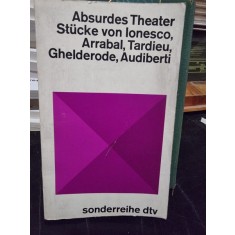 Absurdes Theater
Stücke von Ionesco,
Arrabal, Tardieu,
Ghelderode, Audiberti
sonderreihe dtv